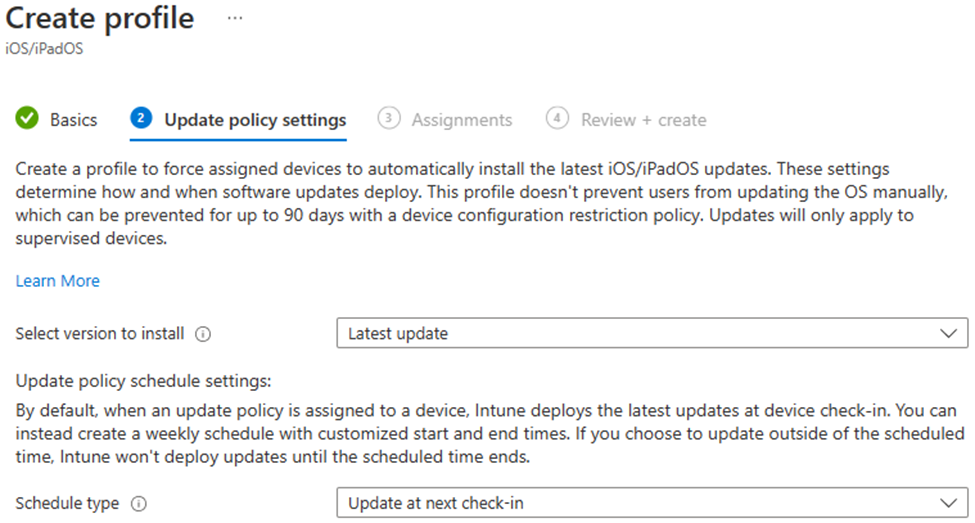 Create profile ...
iOS/iPadOS
Basics 2 Update policy settings 3 Assignments 4 Review + create
Create a profile to force assigned devices to automatically install the latest iOS/iPadOS updates. These settings
determine how and when software updates deploy. This profile doesn't prevent users from updating the OS manually,
which can be prevented for up to 90 days with a device configuration restriction policy. Updates will only apply to
supervised devices.
Learn More
Select version to install Latest update
Update policy schedule settings:
By default, when an update policy is assigned to a device, Intune deploys the latest updates at device check-in. You can
instead create a weekly schedule with customized start and end times. If you choose to update outside of the scheduled
time, Intune won't deploy updates until the scheduled time ends.
Schedule type Update at next check-in